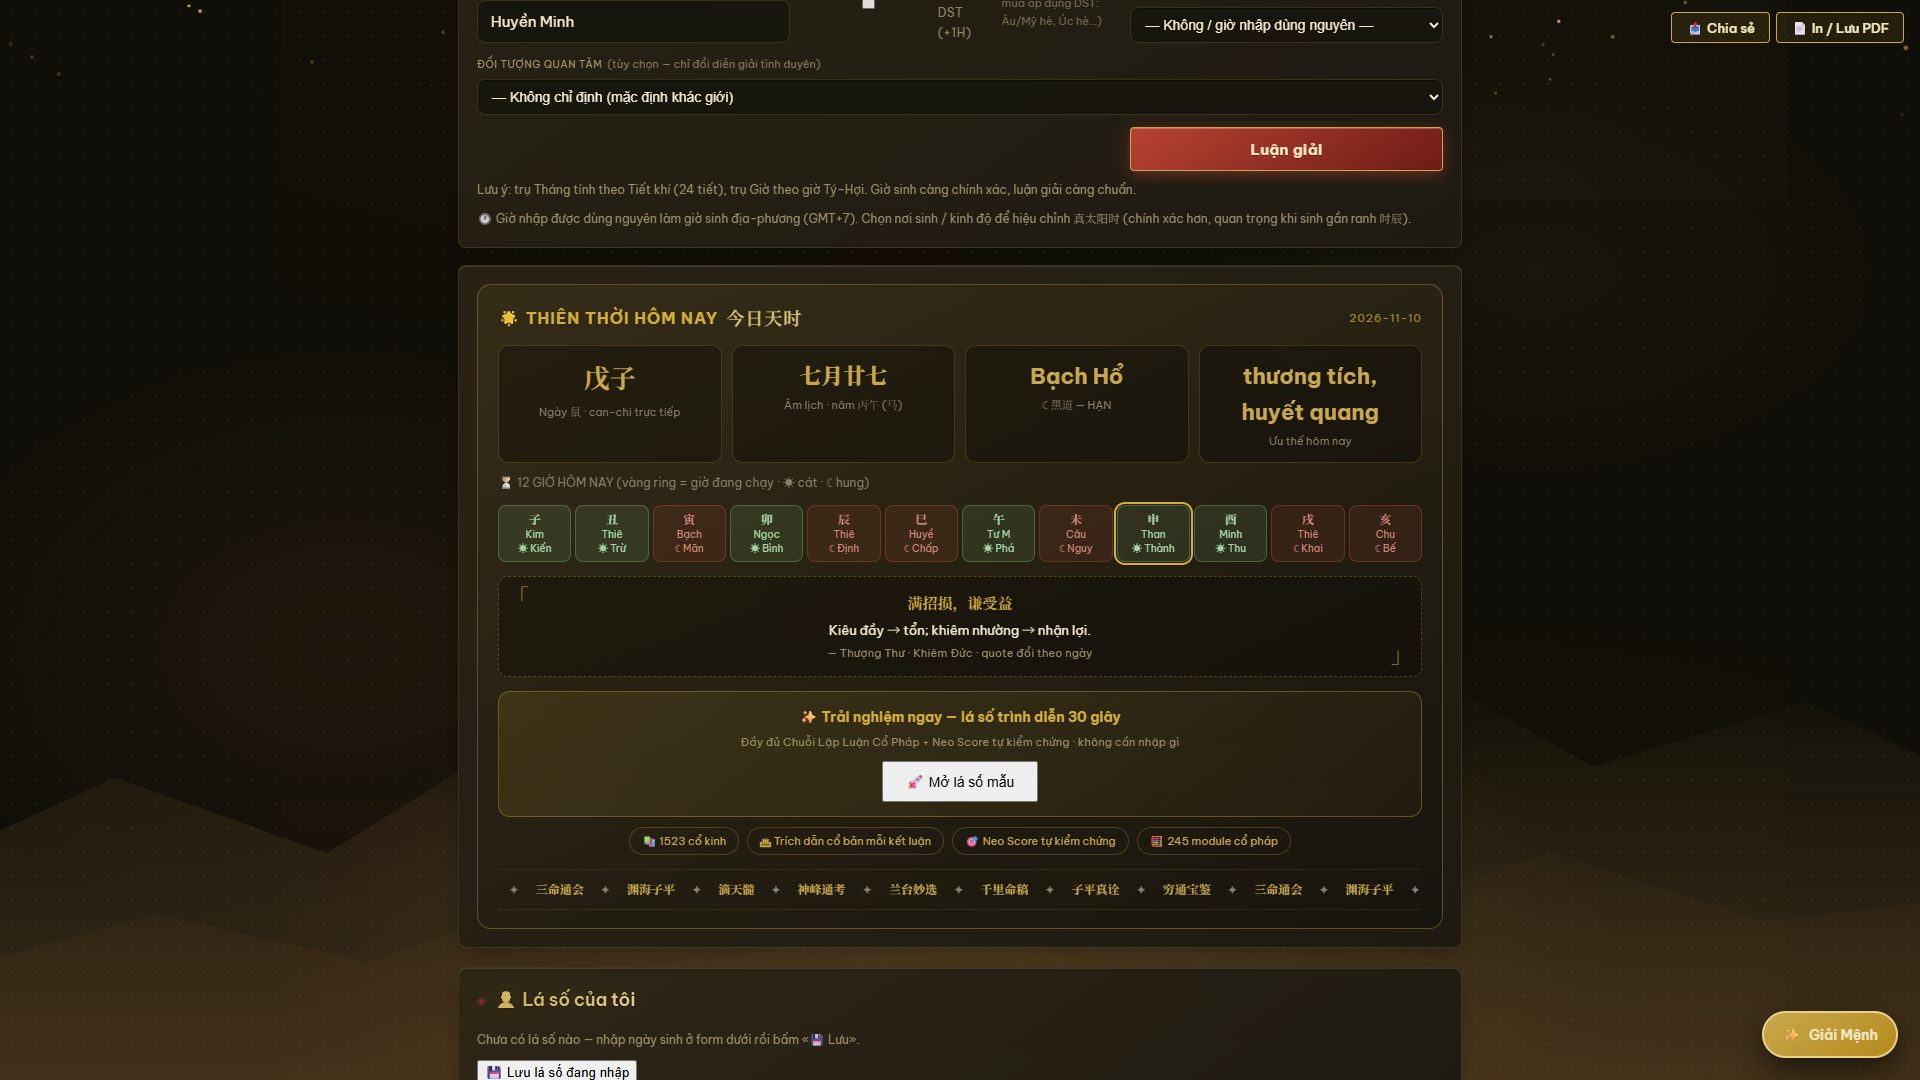 Chia sẻ
In / Lưu PDF
Huyền Minh
DST
(+1H)
mùa áp dụng DST:
Âu/Mỹ hè, Úc hè...)
— Không / giờ nhập dùng nguyên —
ĐỐI TƯỢNG QUAN TÂM (tùy chọn — chỉ đổi diễn giải tình duyên)
— Không chỉ định (mặc định khác giới)
Luận giải
Lưu ý: trụ Tháng tính theo Tiết khí (24 tiết), trụ Giờ theo giờ Tý–Hợi. Giờ sinh càng chính xác, luận giải càng chuẩn.
Giờ nhập được dùng nguyên làm giờ sinh địa-phương (GMT+7). Chọn nơi sinh / kinh độ để hiệu chỉnh 真太阳时 (chính xác hơn, quan trọng khi sinh gần ranh 时辰).
THIÊN THỜI HÔM NAY 今日天时
2026-11-10
戊子
Ngày 鼠 · can-chi trực tiếp
七月廿七
Âm lịch · năm 丙午 (马)
Bạch Hổ
☾黑道 — HẠN
thương tích,
huyết quang
Ưu thế hôm nay
⏳ 12 GIỜ HÔM NAY (vàng ring = giờ đang chạy · ☀ cát · ☾hung)
子
Kim
☀Kiến
丑
Thiê
☀Trừ
寅
Bạch
☾Mãn
卯
Ngọc
☀Bình
辰
Thiê
☾Định
巳
Huyề
☾Chấp
午
Tư M
☀Phá
未
Câu
☾Nguy
申
Than
☀Thành
酉
Minh
☀Thu
戌
Thiê
☾Khai
亥
Chu
☾Bế
「
满招损，谦受益
Kiêu đầy → tổn; khiêm nhường → nhận lợi.
— Thượng Thư · Khiêm Đức · quote đổi theo ngày
」
✨ Trải nghiệm ngay — lá số trình diễn 30 giây
Đầy đủ Chuỗi Lập Luận Cổ Pháp + Neo Score tự kiểm chứng · không cần nhập gì
🚀 Mở lá số mẫu
1523 cổ kinh
Trích dẫn cổ bản mỗi kết luận
Neo Score tự kiểm chứng
245 module cổ pháp
✦ 三命通会 ✦ 渊海子平 ✦ 滴天髓 ✦ 神峰通考 ✦ 兰台妙选 ✦ 千里命稿 ✦ 子平真诠 ✦ 穷通宝鉴 ✦ 三命通会 ✦ 渊海子平 ✦
Lá số của tôi
Chưa có lá số nào — nhập ngày sinh ở form dưới rồi bấm «💾 Lưu».
💾 Lưu lá số đang nhập
✨ Giải Mệnh